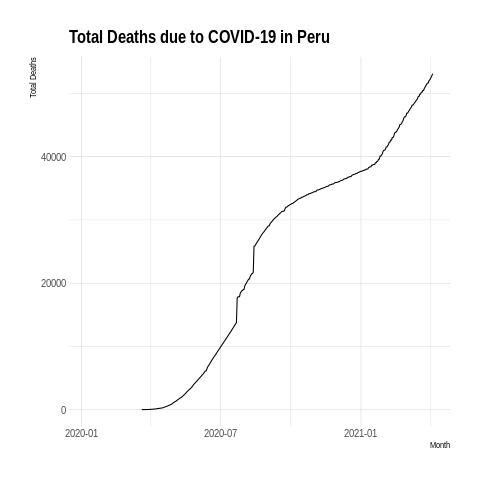 Total Deaths due to COVID-19 in Peru
Total Deaths
40000
20000
0
2020-01
2020-07
2021-01
Month